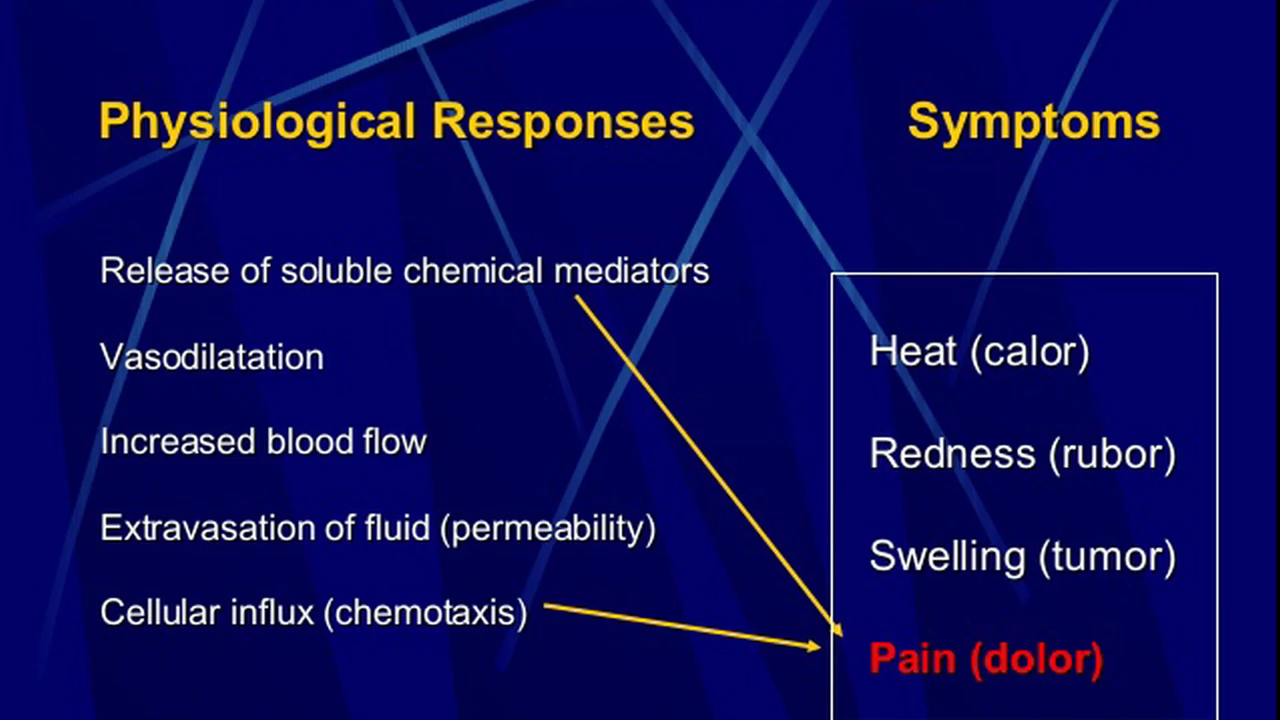 Physiological Responses
Symptoms
Release of soluble chemical mediators
Vasodilatation
Increased blood flow
Extravasation of fluid (permeability)
Cellular influx (chemotaxis)
Heat (calor)
Redness (rubor)
Swelling (tumor)
Pain (dolor)